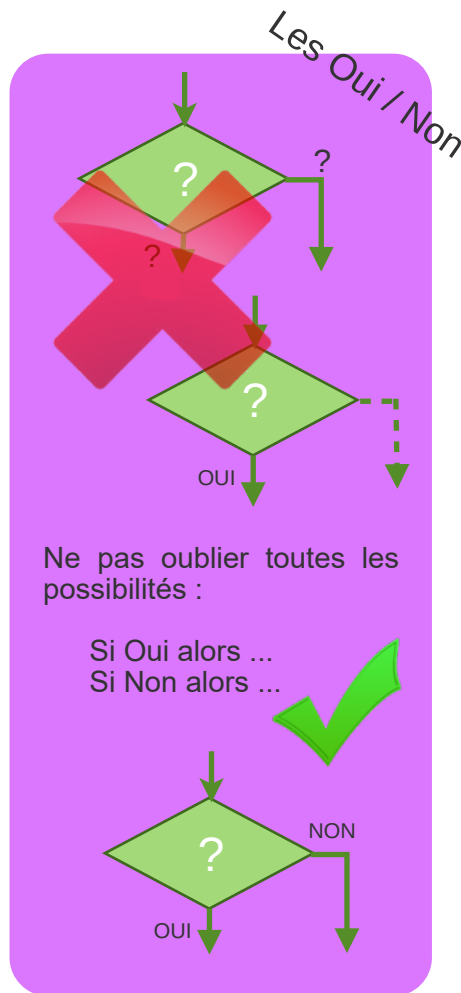 Les Oui / Non
?
?
?
?
OUI
Ne pas oublier toutes les
possibilités :
Si Oui alors ...
Si Non alors ...
?
NON
OUI